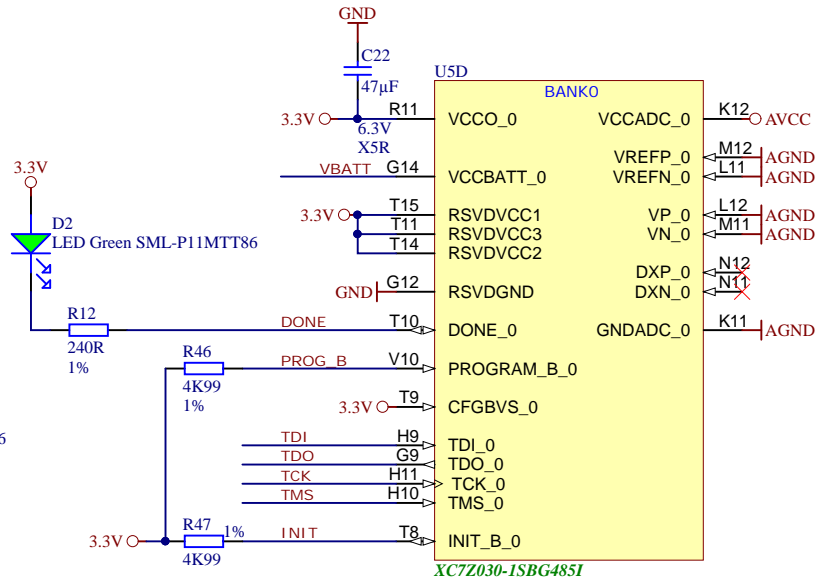 GND
C22
47µF
6.3V
X5R
3.3V
R11
U5D
BANK0
VCCO_0
VCCADC_0
K12
AVCC
VREFP_0
M12
AGND
VREFN_0
L11
AGND
VBATT
G14
VCCBATT_0
3.3V
T15
RSVDVCC1
T11
RSVDVCC3
T14
RSVDVCC2
VP_0
L12
AGND
VN_0
M11
AGND
DXP_0
N12
DXN_0
N11
GND
G12
RSVDGND
3.3V
D2
LED Green SML-P11MTT86
R12
240R
1%
DONE
T10
DONE_0
GNDADC_0
K11
AGND
R46
4K99
1%
PROG_B
V10
PROGRAM_B_0
3.3V
T9
CFGBVS_0
6
TDI
H9
TDI_0
TDO
G9
TDO_0
TCK
H11
TCK_0
TMS
H10
TMS_0
3.3V
R47
1%
4K99
INIT
T8
INIT_B_0
XC7Z030-1SBG485I